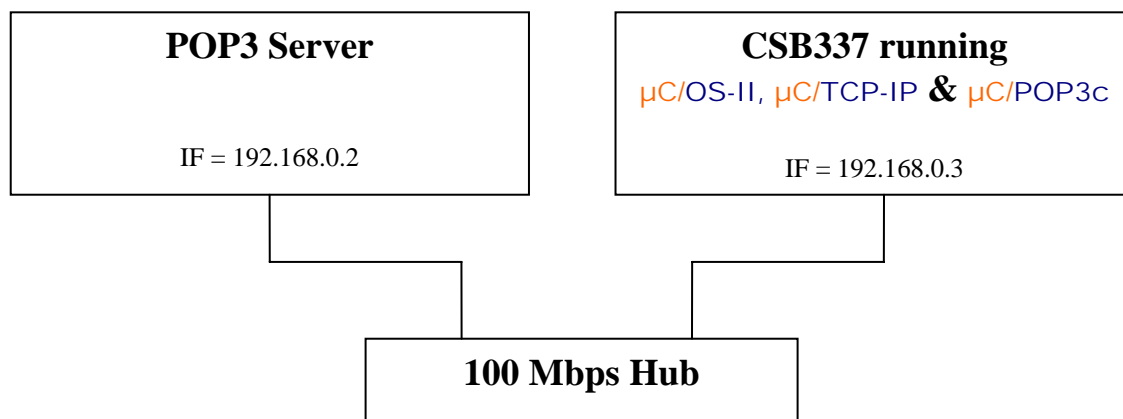 POP3 Server
IF = 192.168.0.2
CSB337 running
µC/OS-II, µC/TCP-IP & µC/POP3c
IF = 192.168.0.3
100 Mbps Hub